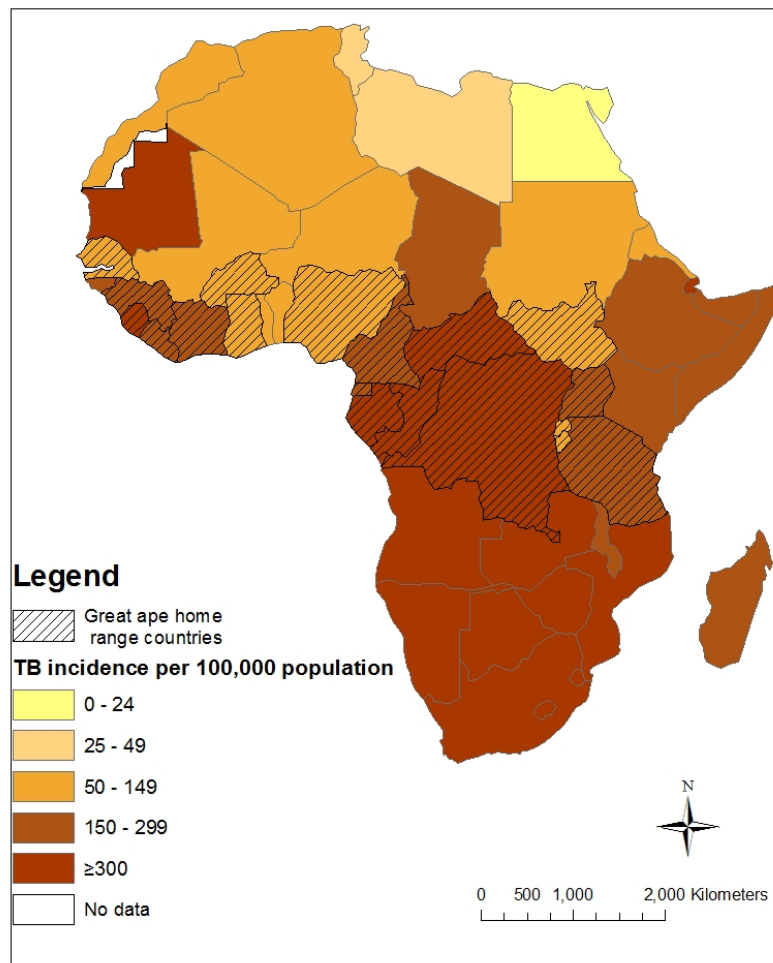 Legend
Great ape home
range countries
TB incidence per 100,000 population
0 - 24
25 - 49
50 - 149
150 - 299
≥300
No data
N
0 500 1,000 2,000 Kilometers